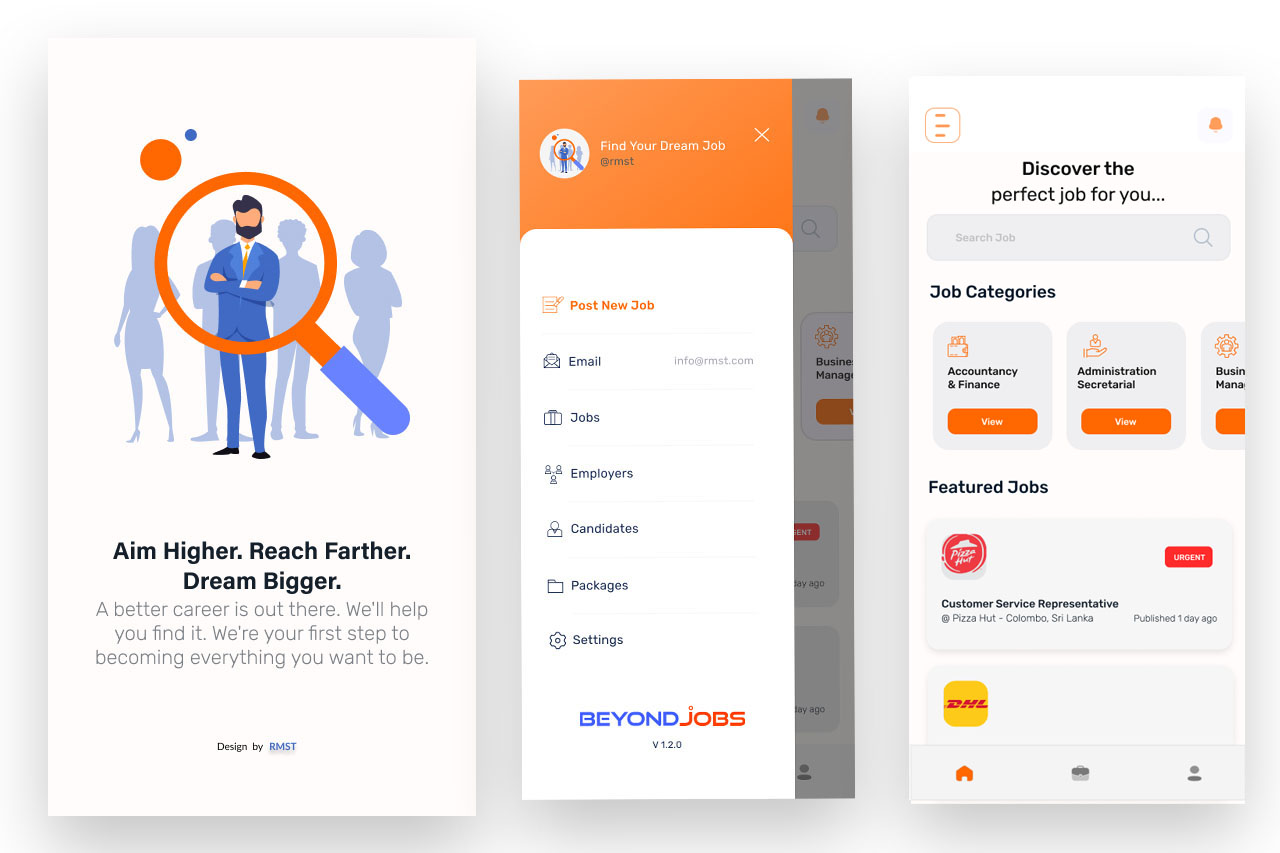 Aim Higher. Reach Farther.
Dream Bigger.
A better career is out there. We'll help
you find it. We're your first step to
becoming everything you want to be.
Design by RMST
Find Your Dream Job
@rmst
Post New Job
Email info@rmst.com
Jobs
Employers
Candidates
Packages
Settings
BEYONDJOBS
V 1.2.0
Busines
Manage
V
ENT
day ago
day ago
Discover the
perfect job for you...
Search Job
Job Categories
Accountancy
& Finance
View
Administration
Secretarial
View
Busin
Mana
Featured Jobs
Pizza
Hut
URGENT
Customer Service Representative
@ Pizza Hut - Colombo, Sri Lanka Published 1 day ago
DHL